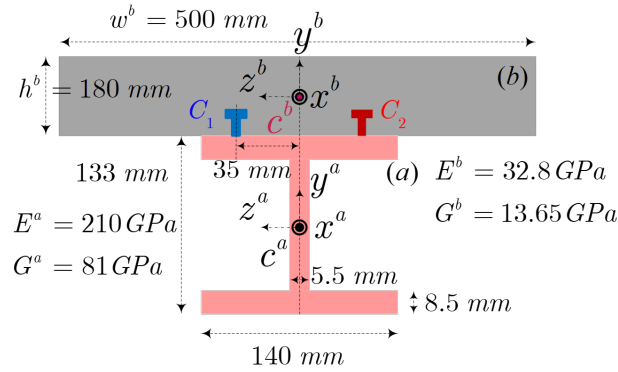 w^b = 500 mm
y^b
h^b = 180 mm
z^b
x^b
(b)
C_1
c^b
C_2
35 mm
133 mm
(a)
y^a
E^b = 32.8 GPa
z^a
x^a
G^b = 13.65 GPa
E^a = 210 GPa
c^a
G^a = 81 GPa
5.5 mm
8.5 mm
140 mm